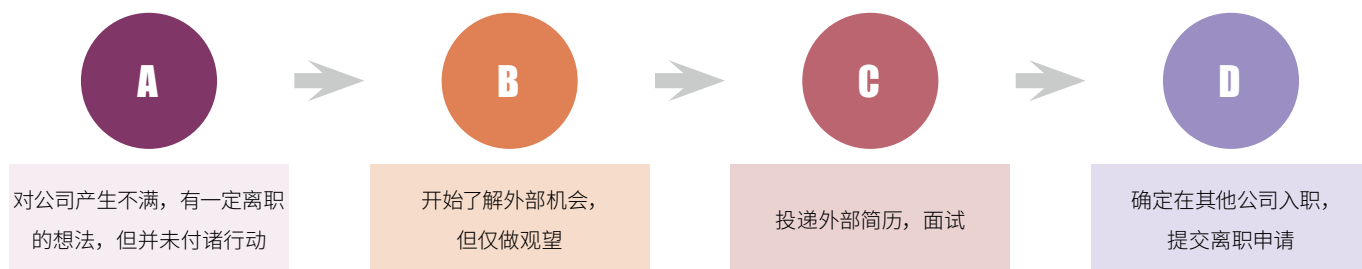 A
B
C
D
对公司产生不满，有一定离职
的想法，但并未付诸行动
开始了解外部机会，
但仅做观望
投递外部简历，面试
确定在其他公司入职，
提交离职申请